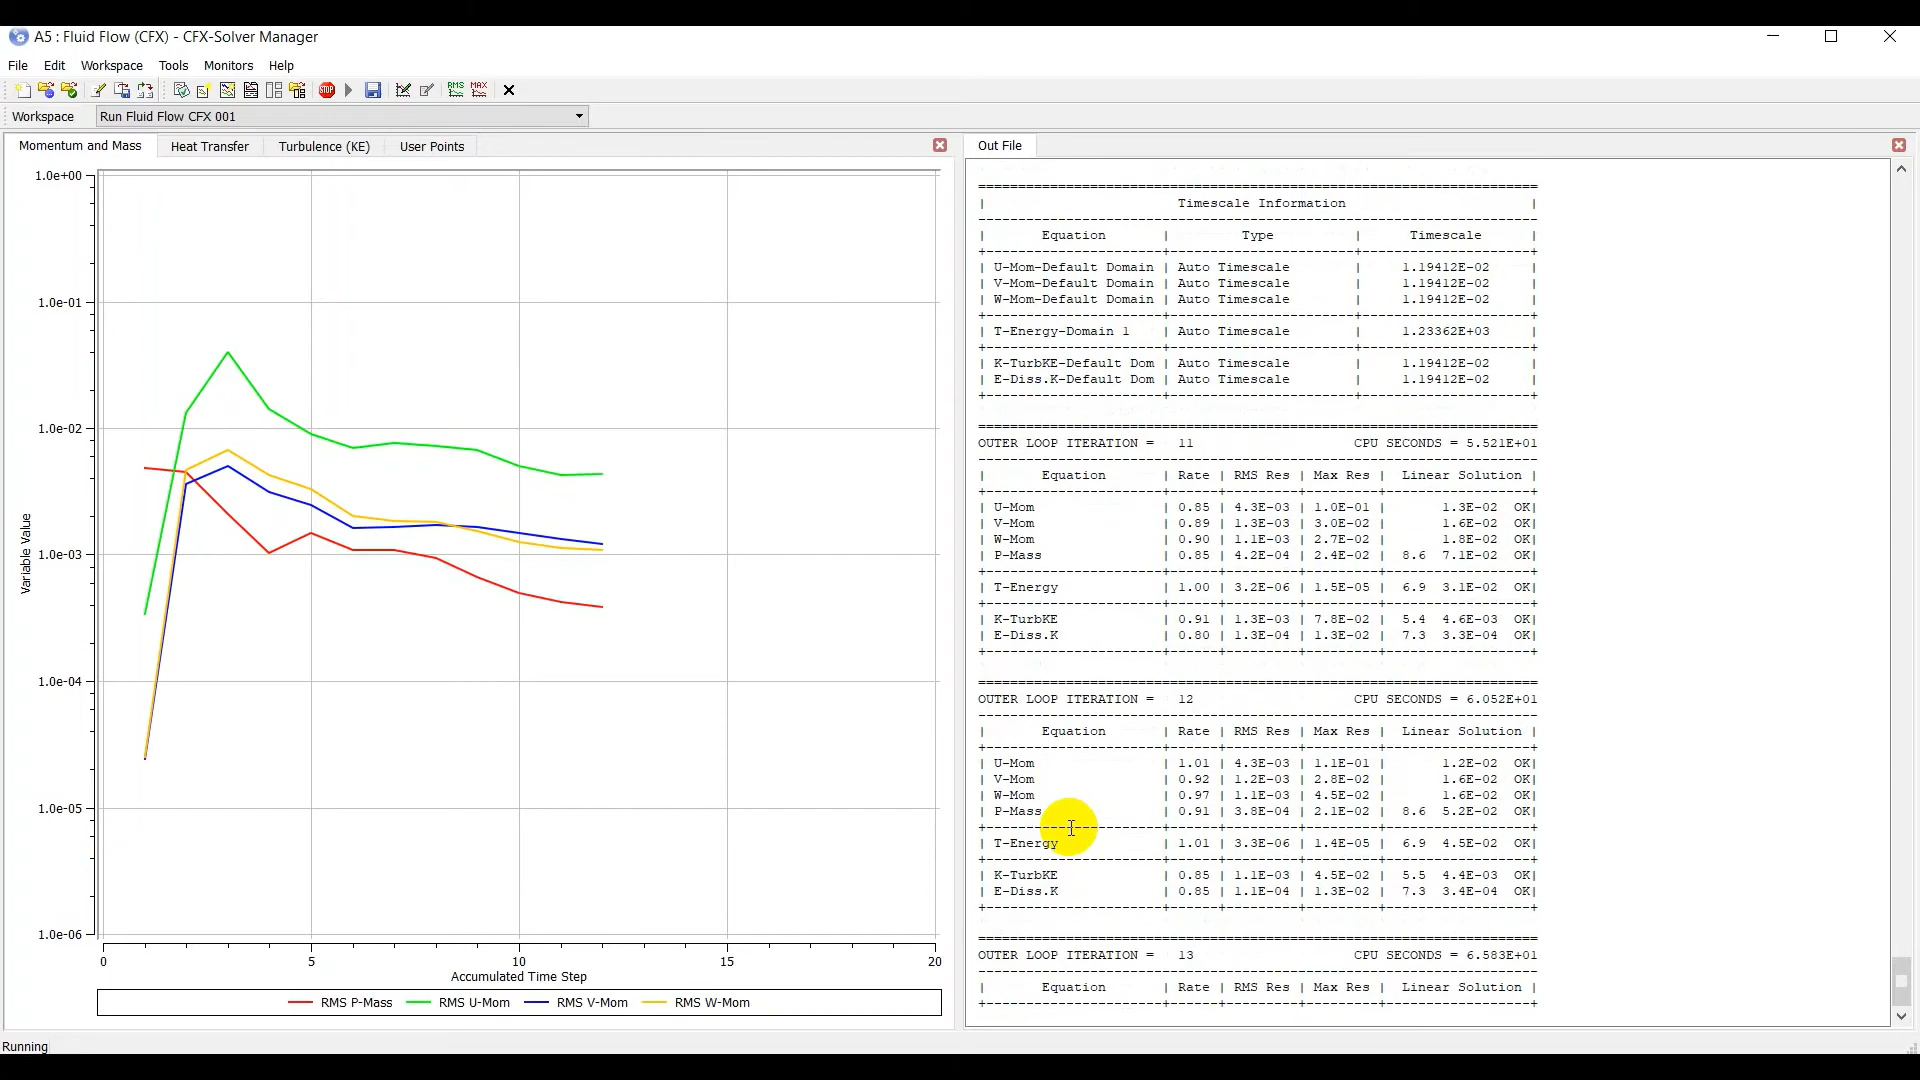 A5 : Fluid Flow (CFX) - CFX-Solver Manager
File Edit Workspace Tools Monitors Help
STOP RMS MAX
Workspace Run Fluid Flow CFX 001
Momentum and Mass Heat Transfer Turbulence (KE) User Points
1.0e+00
1.0e-01
1.0e-02
1.0e-03
1.0e-04
1.0e-05
1.0e-06
Variable Value
0 5 10 15 20
Accumulated Time Step
RMS P-Mass RMS U-Mom RMS V-Mom RMS W-Mom
Out File
======================================================================
| Timescale Information |
----------------------------------------------------------------------
| Equation | Type | Timescale |
+----------------------+-----------------------+---------------------+
| U-Mom-Default Domain | Auto Timescale | 1.19412E-02 |
| V-Mom-Default Domain | Auto Timescale | 1.19412E-02 |
| W-Mom-Default Domain | Auto Timescale | 1.19412E-02 |
+----------------------+-----------------------+---------------------+
| T-Energy-Domain 1 | Auto Timescale | 1.23362E+03 |
+----------------------+-----------------------+---------------------+
| K-TurbKE-Default Dom | Auto Timescale | 1.19412E-02 |
| E-Diss.K-Default Dom | Auto Timescale | 1.19412E-02 |
+----------------------+-----------------------+---------------------+
======================================================================
OUTER LOOP ITERATION = 11 CPU SECONDS = 5.521E+01
----------------------------------------------------------------------
| Equation | Rate | RMS Res | Max Res | Linear Solution |
+----------------------+------+---------+---------+------------------+
| U-Mom | 0.85 | 4.3E-03 | 1.0E-01 | 1.3E-02 OK|
| V-Mom | 0.89 | 1.3E-03 | 3.0E-02 | 1.6E-02 OK|
| W-Mom | 0.90 | 1.1E-03 | 2.7E-02 | 1.8E-02 OK|
| P-Mass | 0.85 | 4.2E-04 | 2.4E-02 | 8.6 7.1E-02 OK|
+----------------------+------+---------+---------+------------------+
| T-Energy | 1.00 | 3.2E-06 | 1.5E-05 | 6.9 3.1E-02 OK|
+----------------------+------+---------+---------+------------------+
| K-TurbKE | 0.91 | 1.3E-03 | 7.8E-02 | 5.4 4.6E-03 OK|
| E-Diss.K | 0.80 | 1.3E-04 | 1.3E-02 | 7.3 3.3E-04 OK|
+----------------------+------+---------+---------+------------------+
======================================================================
OUTER LOOP ITERATION = 12 CPU SECONDS = 6.052E+01
----------------------------------------------------------------------
| Equation | Rate | RMS Res | Max Res | Linear Solution |
+----------------------+------+---------+---------+------------------+
| U-Mom | 1.01 | 4.3E-03 | 1.1E-01 | 1.2E-02 OK|
| V-Mom | 0.92 | 1.2E-03 | 2.8E-02 | 1.6E-02 OK|
| W-Mom | 0.97 | 1.1E-03 | 4.5E-02 | 1.6E-02 OK|
| P-Mass | 0.91 | 3.8E-04 | 2.1E-02 | 8.6 5.2E-02 OK|
+----------------------+------+---------+---------+------------------+
| T-Energy | 1.01 | 3.3E-06 | 1.4E-05 | 6.9 4.5E-02 OK|
+----------------------+------+---------+---------+------------------+
| K-TurbKE | 0.85 | 1.1E-03 | 4.5E-02 | 5.5 4.4E-03 OK|
| E-Diss.K | 0.85 | 1.1E-04 | 1.3E-02 | 7.3 3.4E-04 OK|
+----------------------+------+---------+---------+------------------+
======================================================================
OUTER LOOP ITERATION = 13 CPU SECONDS = 6.583E+01
----------------------------------------------------------------------
| Equation | Rate | RMS Res | Max Res | Linear Solution |
+----------------------+------+---------+---------+------------------+
Running